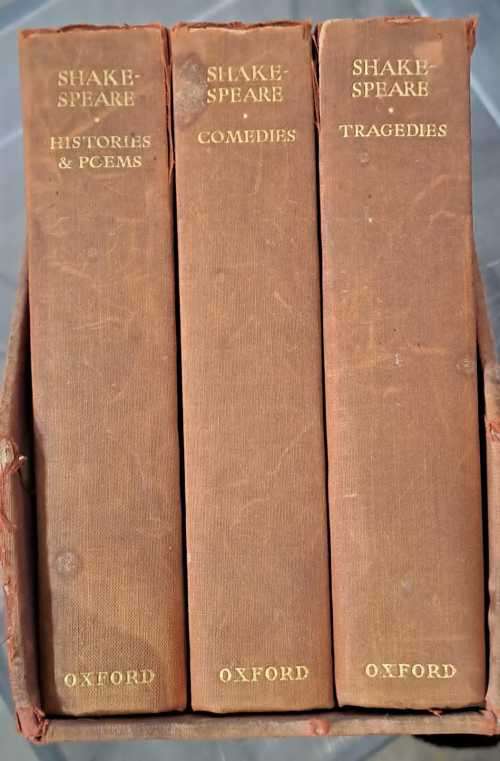 SHAKE-
SPEARE
HISTORIES
& POEMS
OXFORD
SHAKE-
SPEARE
COMEDIES
OXFORD
SHAKE-
SPEARE
TRAGEDIES
OXFORD